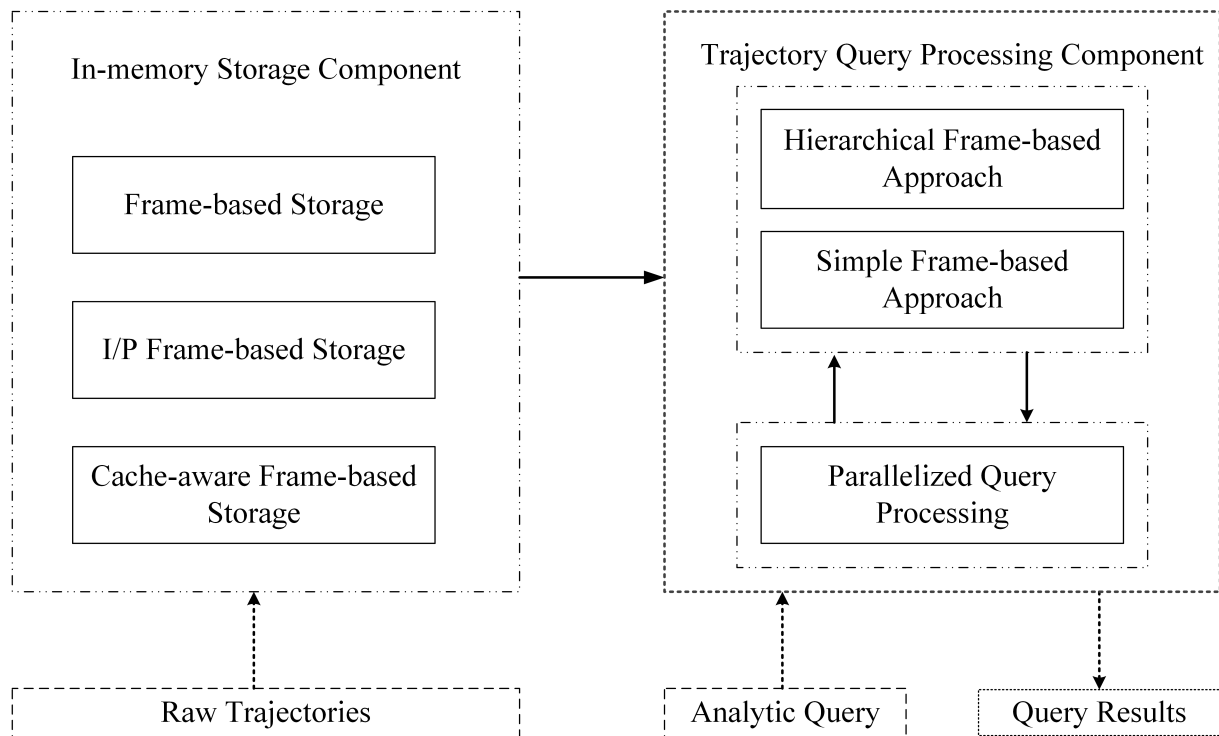 In-memory Storage Component
Frame-based Storage
I/P Frame-based Storage
Cache-aware Frame-based
Storage
Raw Trajectories
Trajectory Query Processing Component
Hierarchical Frame-based
Approach
Simple Frame-based
Approach
Parallelized Query
Processing
Analytic Query
Query Results